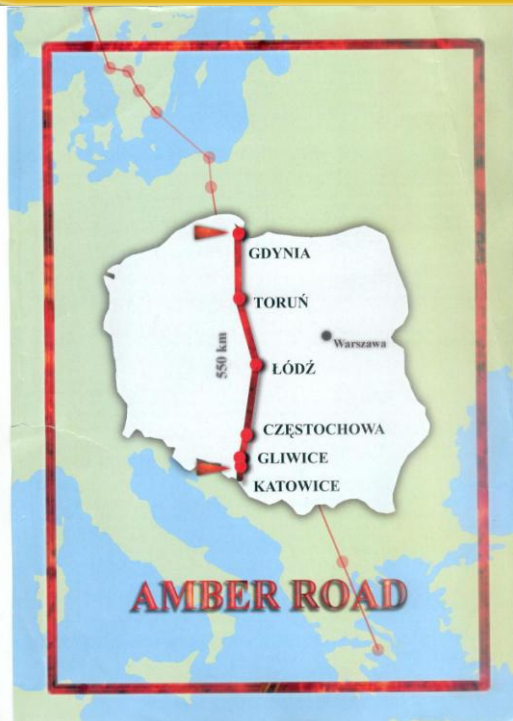 GDYNIA
TORUŃ
Warszawa
550 km
ŁÓDŹ
CZĘSTOCHOWA
GLIWICE
KATOWICE
AMBER ROAD